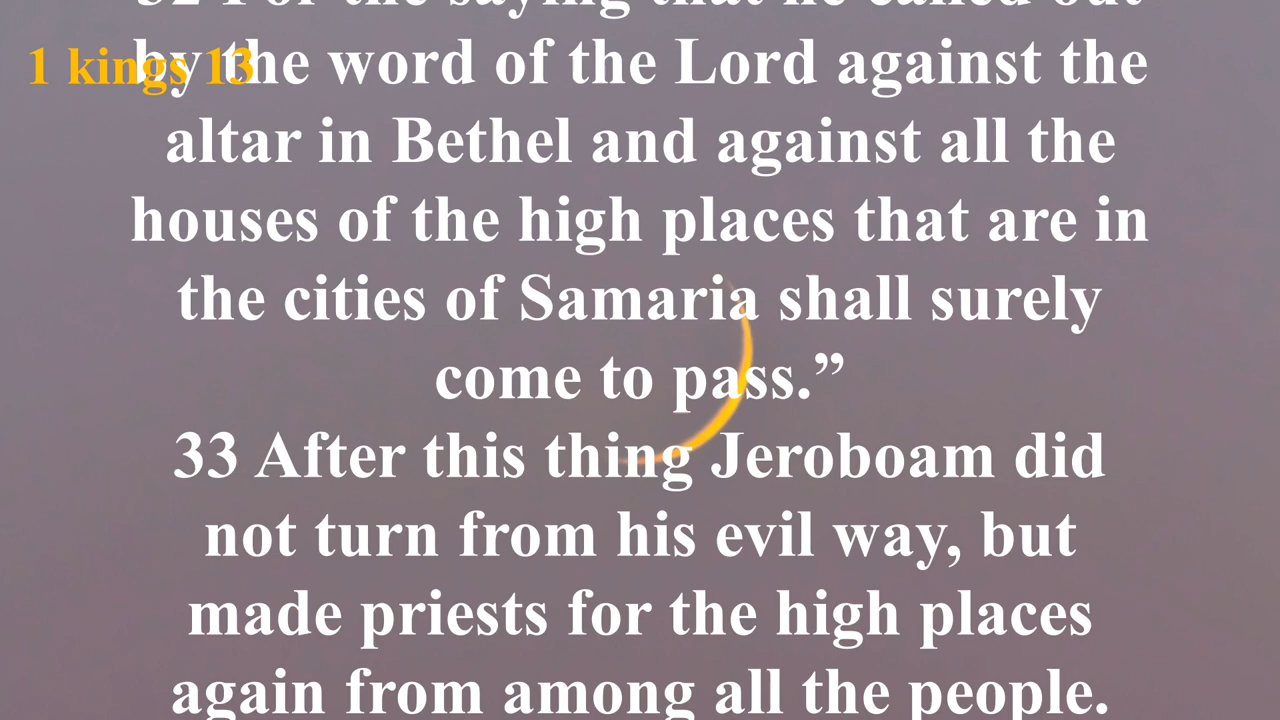 32 For the saying that he called out
1 kings 13
by the word of the Lord against the
altar in Bethel and against all the
houses of the high places that are in
the cities of Samaria shall surely
come to pass.”
33 After this thing Jeroboam did
not turn from his evil way, but
made priests for the high places
again from among all the people.